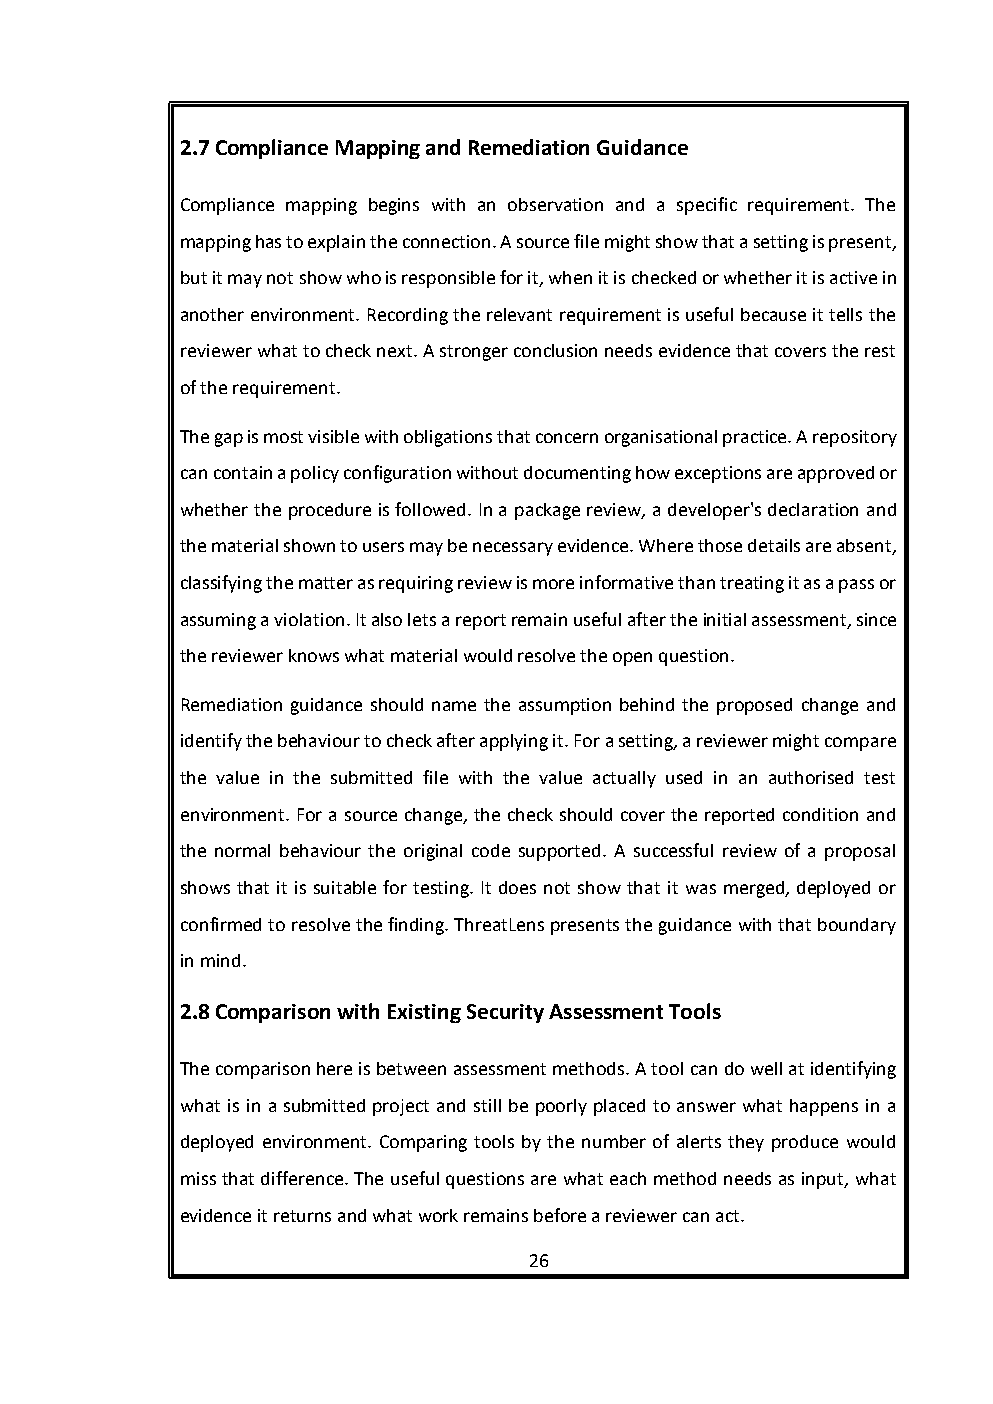 2.7 Compliance Mapping and Remediation Guidance
Compliance mapping begins with an observation and a specific requirement. The
mapping has to explain the connection. A source file might show that a setting is present,
but it may not show who is responsible for it, when it is checked or whether it is active in
another environment. Recording the relevant requirement is useful because it tells the
reviewer what to check next. A stronger conclusion needs evidence that covers the rest
of the requirement.
The gap is most visible with obligations that concern organisational practice. A repository
can contain a policy configuration without documenting how exceptions are approved or
whether the procedure is followed. In a package review, a developer's declaration and
the material shown to users may be necessary evidence. Where those details are absent,
classifying the matter as requiring review is more informative than treating it as a pass or
assuming a violation. It also lets a report remain useful after the initial assessment, since
the reviewer knows what material would resolve the open question.
Remediation guidance should name the assumption behind the proposed change and
identify the behaviour to check after applying it. For a setting, a reviewer might compare
the value in the submitted file with the value actually used in an authorised test
environment. For a source change, the check should cover the reported condition and
the normal behaviour the original code supported. A successful review of a proposal
shows that it is suitable for testing. It does not show that it was merged, deployed or
confirmed to resolve the finding. ThreatLens presents the guidance with that boundary
in mind.
2.8 Comparison with Existing Security Assessment Tools
The comparison here is between assessment methods. A tool can do well at identifying
what is in a submitted project and still be poorly placed to answer what happens in a
deployed environment. Comparing tools by the number of alerts they produce would
miss that difference. The useful questions are what each method needs as input, what
evidence it returns and what work remains before a reviewer can act.
26